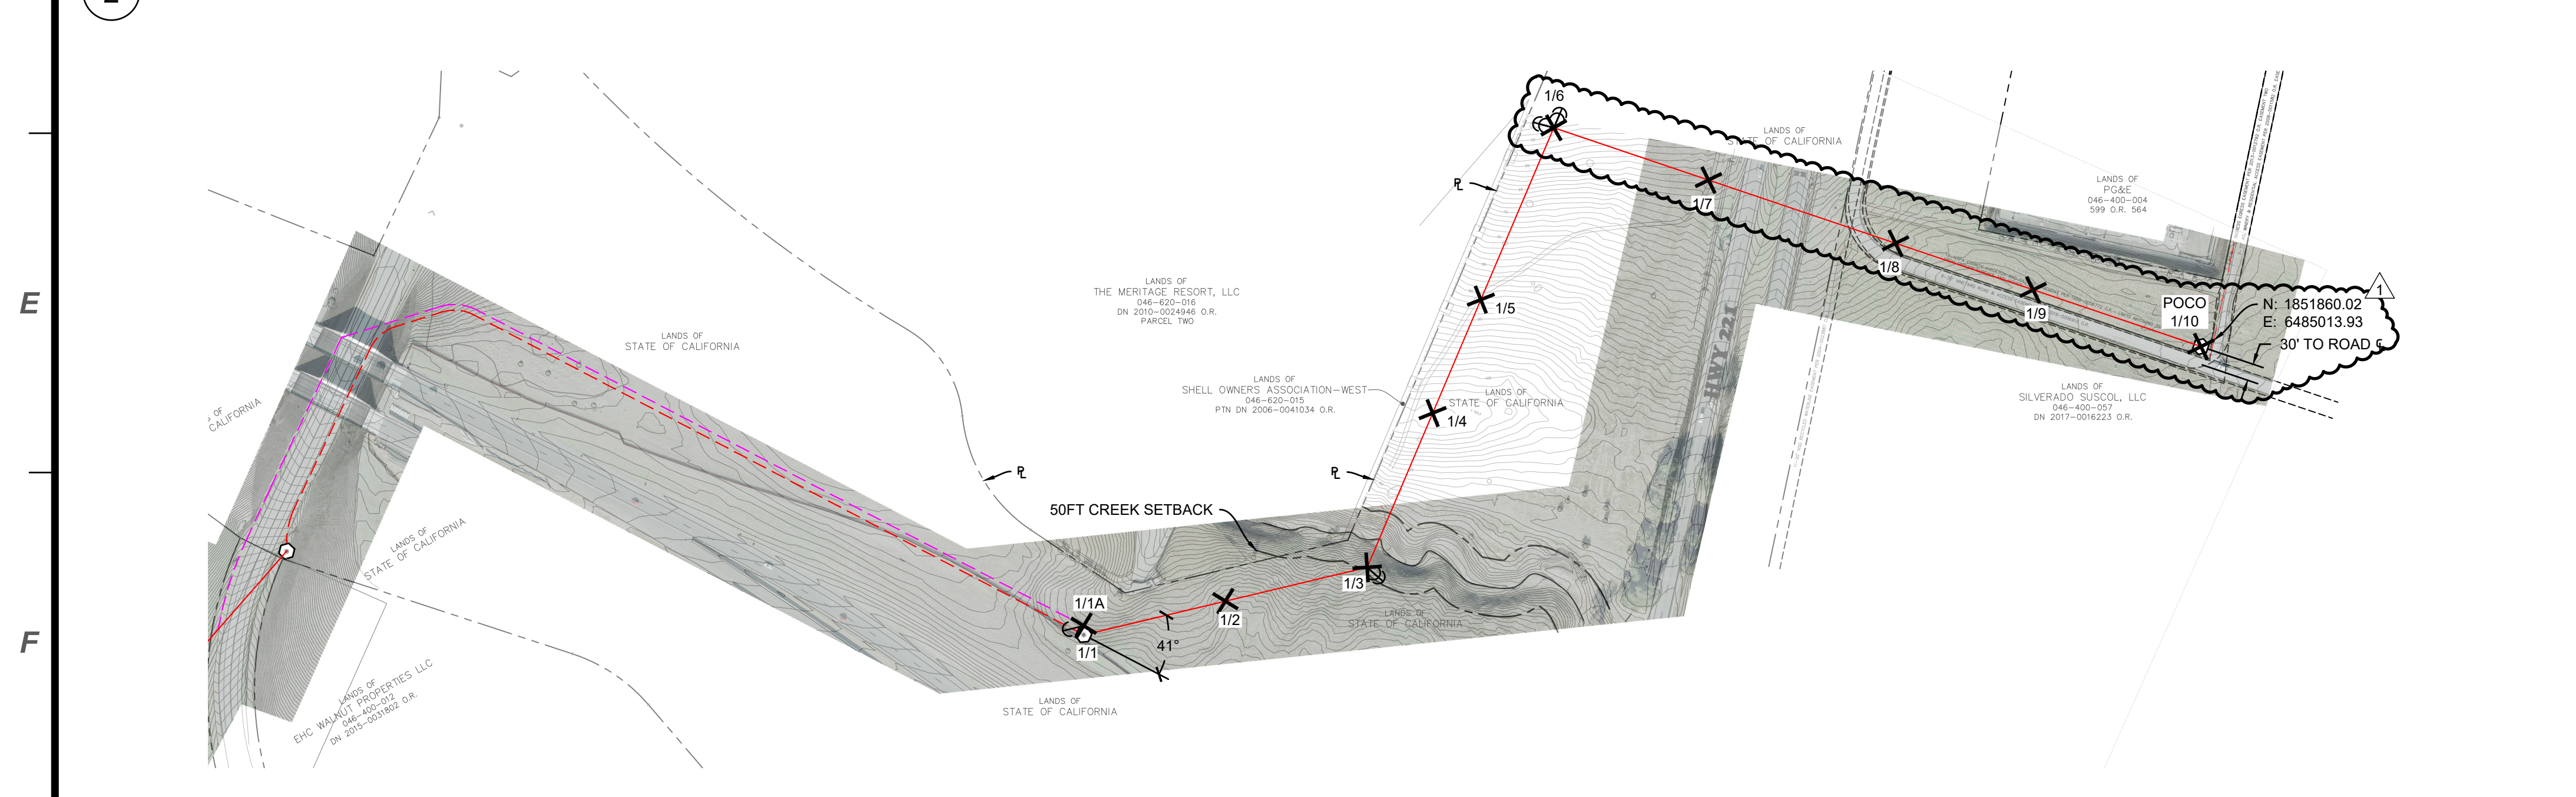 1/6
LANDS OF
STATE OF CALIFORNIA
PL
1/7
LANDS OF
PG&E
046-400-004
599 O.R. 564
1/8
E
LANDS OF
THE MERITAGE RESORT, LLC
046-620-016
DN 2010-0024946 O.R.
PARCEL TWO
1/5
1/9
POCO
1/10
1
N: 1851860.02
E: 6485013.93
30' TO ROAD CL
LANDS OF
STATE OF CALIFORNIA
HWY 221
LANDS OF
SHELL OWNERS ASSOCIATION-WEST
046-620-015
PTN DN 2006-0041034 O.R.
LANDS OF
STATE OF CALIFORNIA
1/4
LANDS OF
SILVERADO SUSCOL, LLC
046-400-057
DN 2017-0016223 O.R.
OF
CALIFORNIA
PL
PL
50FT CREEK SETBACK
LANDS OF
STATE OF CALIFORNIA
1/3
1/1A
1/2
LANDS OF
STATE OF CALIFORNIA
F
41°
1/1
LANDS OF
EHC WALNUT PROPERTIES LLC
046-400-012
DN 2015-0031802 O.R.
LANDS OF
STATE OF CALIFORNIA